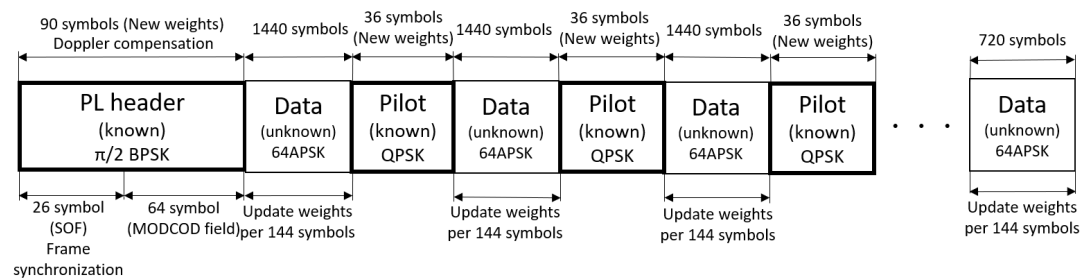 90 symbols (New weights)
Doppler compensation
1440 symbols
36 symbols
(New weights)
1440 symbols
36 symbols
(New weights)
1440 symbols
36 symbols
(New weights)
720 symbols
PL header
(known)
π/2 BPSK
Data
(unknown)
64APSK
Pilot
(known)
QPSK
Data
(unknown)
64APSK
Pilot
(known)
QPSK
Data
(unknown)
64APSK
Pilot
(known)
QPSK
. . .
Data
(unknown)
64APSK
26 symbol
(SOF)
Frame
synchronization
64 symbol
(MODCOD field)
Update weights
per 144 symbols
Update weights
per 144 symbols
Update weights
per 144 symbols
Update weights
per 144 symbols